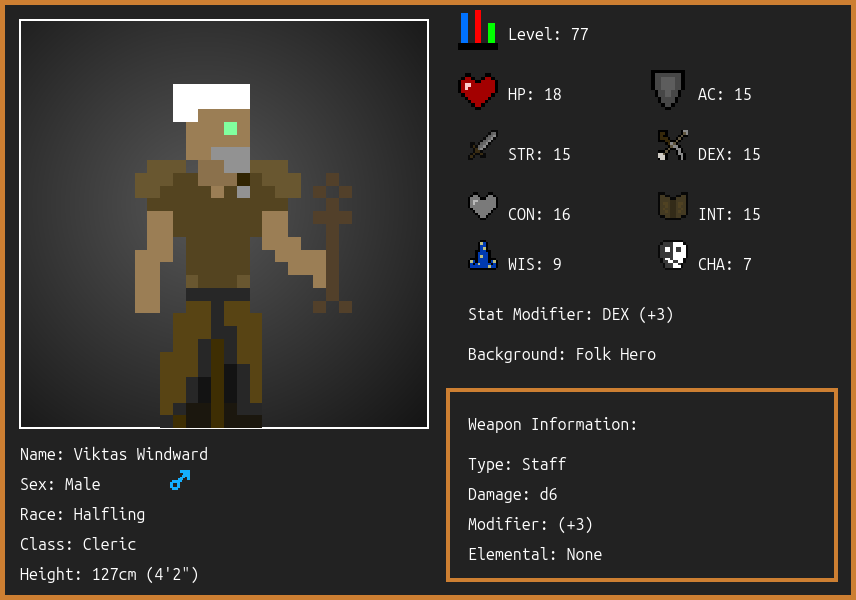 Level: 77
HP: 18
AC: 15
STR: 15
DEX: 15
CON: 16
INT: 15
WIS: 9
CHA: 7
Stat Modifier: DEX (+3)
Background: Folk Hero
Weapon Information:
Type: Staff
Damage: d6
Modifier: (+3)
Elemental: None
Name: Viktas Windward
Sex: Male
Race: Halfling
Class: Cleric
Height: 127cm (4'2")